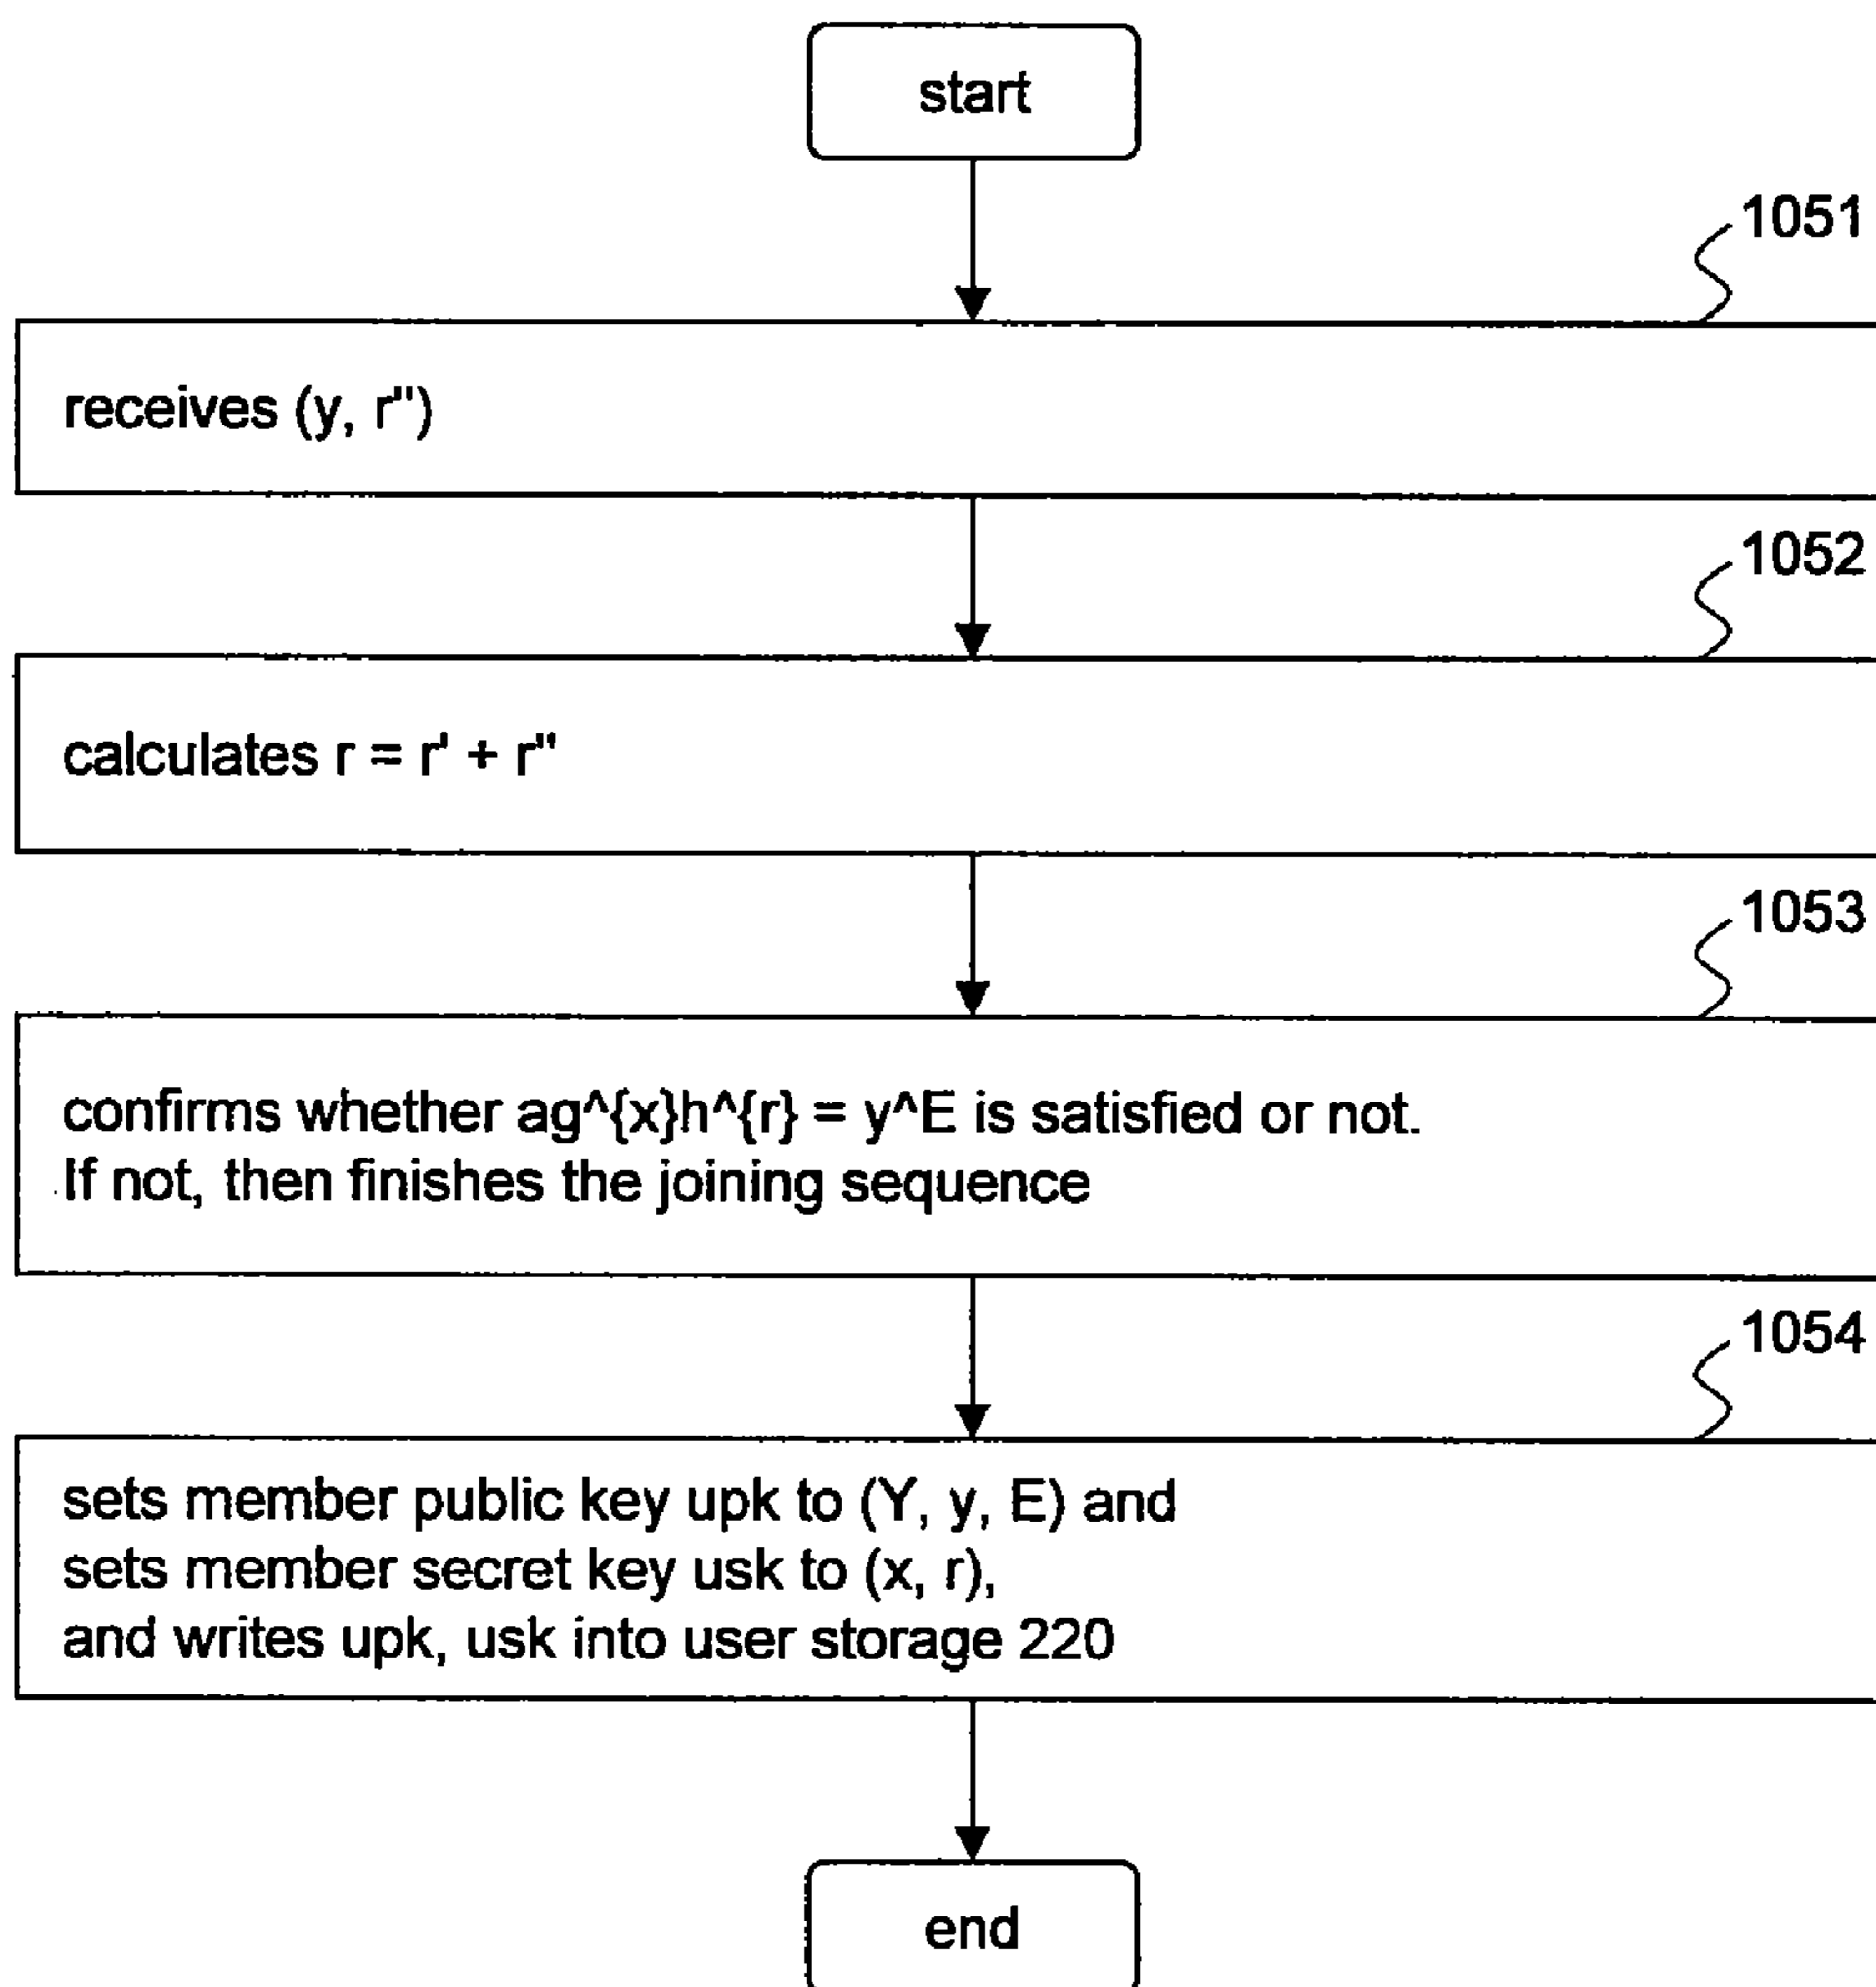 start
1051
receives (y, r")
1052
calculates r = r' + r"
1053
confirms whether ag^{x}h^{r} = y^E is satisfied or not.
If not, then finishes the joining sequence
1054
sets member public key upk to (Y, y, E) and
sets member secret key usk to (x, r),
and writes upk, usk into user storage 220
end